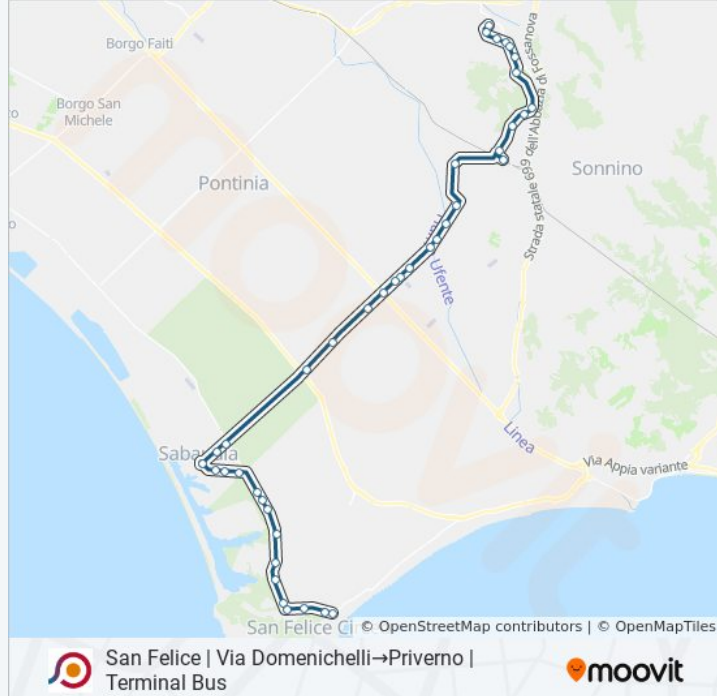 Borgo Faiti
Borgo San
Michele
Pontinia
Sonnino
Strada statale 699 dell'Abbazia di Fossanova
Ufente
Linea
Via Appia variante
San Felice Ci
© OpenStreetMap contributors | © OpenMapTiles
San Felice | Via Domenichelli→Priverno |
Terminal Bus
moovit